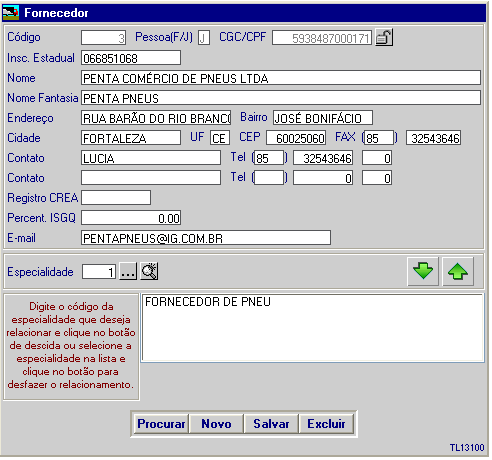 Fornecedor
Código 3 Pessoa(F/J) J CGC/CPF 5938487000171
Insc. Estadual 066851068
Nome PENTA COMÉRCIO DE PNEUS LTDA
Nome Fantasia PENTA PNEUS
Endereço RUA BARÃO DO RIO BRANCO Bairro JOSÉ BONIFÁCIO
Cidade FORTALEZA UF CE CEP 60025060 FAX (85) 32543646
Contato LUCIA Tel (85) 32543646 0
Contato Tel ( ) 0 0
Registro CREA
Percent. ISGQ 0.00
E-mail PENTAPNEUS@IG.COM.BR
Especialidade 1 ...
Digite o código da
especialidade que deseja
relacionar e clique no botão
de descida ou selecione a
especialidade na lista e
clique no botão para
desfazer o relacionamento.
FORNECEDOR DE PNEU
Procurar Novo Salvar Excluir
TL13100